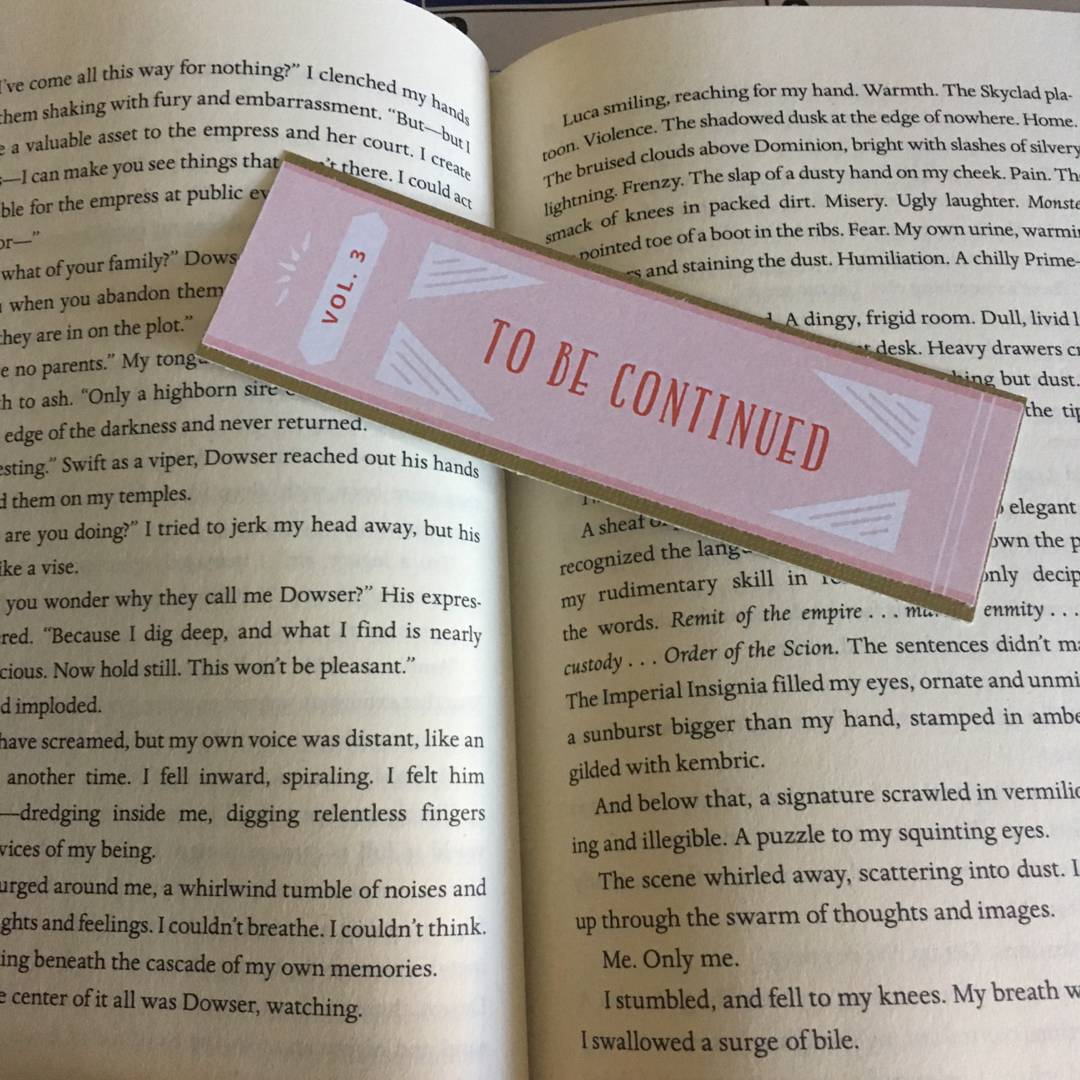 I've come all this way for nothing?” I clenched my hands
them shaking with fury and embarrassment. “But—but I
a valuable asset to the empress and her court. I create
—I can make you see things that there. I could act
ble for the empress at public
or—”
what of your family?” Dows
when you abandon them
they are in on the plot.”
no parents.” My
to ash. “Only a highborn sire
edge of the darkness and never returned.
esting.” Swift as a viper, Dowser reached out his hands
d them on my temples.
are you doing?” I tried to jerk my head away, but his
ike a vise.
you wonder why they call me Dowser?” His expres-
red. “Because I dig deep, and what I find is nearly
cious. Now hold still. This won’t be pleasant.”
d imploded.
have screamed, but my own voice was distant, like an
another time. I fell inward, spiraling. I felt him
—dredging inside me, digging relentless fingers
vices of my being.
urged around me, a whirlwind tumble of noises and
ghts and feelings. I couldn’t breathe. I couldn’t think.
ing beneath the cascade of my own memories.
e center of it all was Dowser, watching.
VOL. 3
TO BE CONTINUED
Luca smiling, reaching for my hand. Warmth. The Skyclad pla-
toon. Violence. The shadowed dusk at the edge of nowhere. Home.
The bruised clouds above Dominion, bright with slashes of silvery
lightning. Frenzy. The slap of a dusty hand on my cheek. Pain. Th
smack of knees in packed dirt. Misery. Ugly laughter. Monste
pointed toe of a boot in the ribs. Fear. My own urine, warmi
and staining the dust. Humiliation. A chilly Prime-
A dingy, frigid room. Dull, livid l
desk. Heavy drawers
hing but dust.
the tip
elegant
A sheaf
own the p
recognized the
only decip
my rudimentary skill in
the words. Remit of the empire . . . enmity . . .
custody . . . Order of the Scion. The sentences didn’t ma
The Imperial Insignia filled my eyes, ornate and unmi
a sunburst bigger than my hand, stamped in ambe
gilded with kembric.
And below that, a signature scrawled in vermilio
ing and illegible. A puzzle to my squinting eyes.
The scene whirled away, scattering into dust. I
up through the swarm of thoughts and images.
Me. Only me.
I stumbled, and fell to my knees. My breath w
I swallowed a surge of bile.